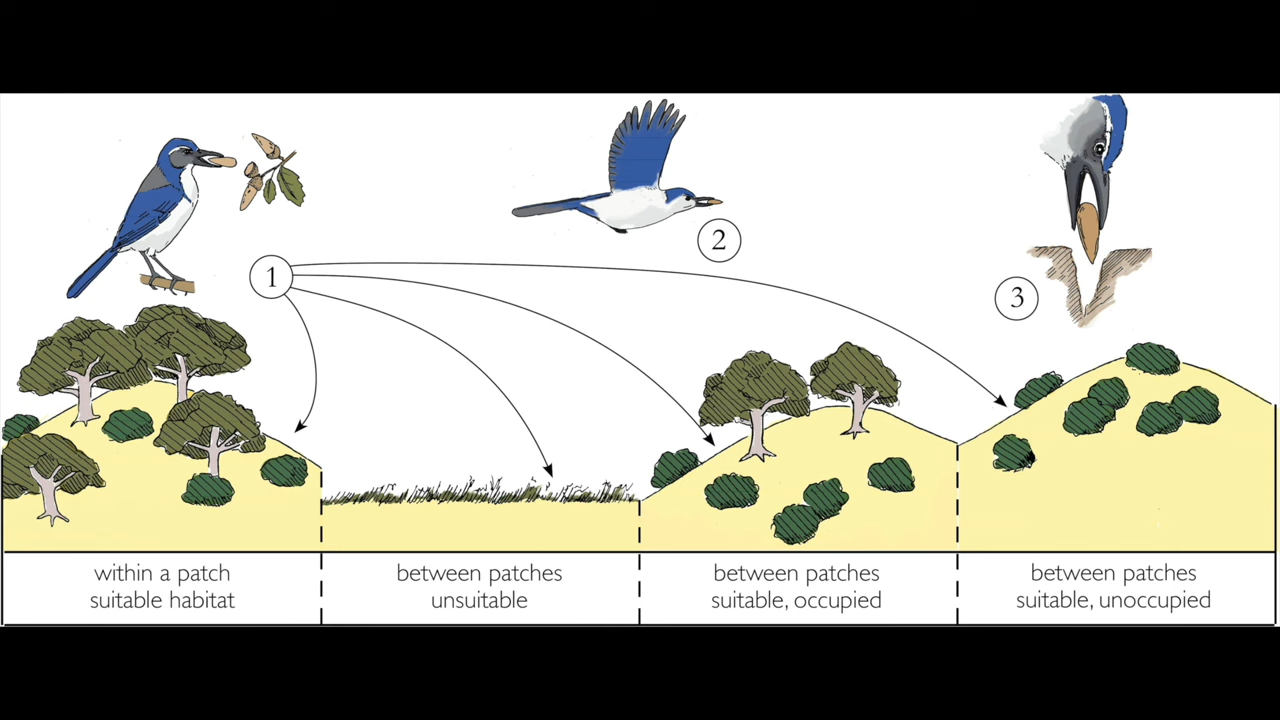 1
2
3
within a patch
suitable habitat
between patches
unsuitable
between patches
suitable, occupied
between patches
suitable, unoccupied